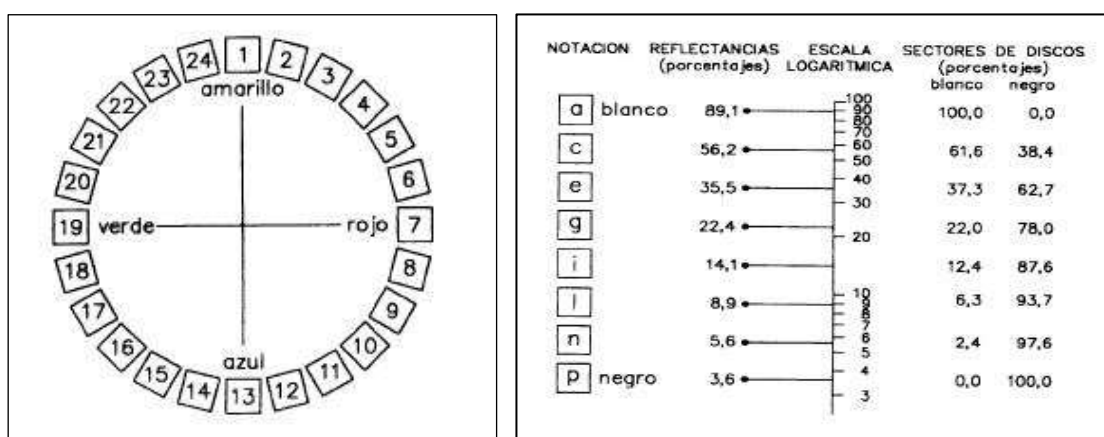 24 1 2
23 3
amarillo
22 4
21 5
20 6
19 verde rojo 7
18 8
17 9
16 azul 10
15 11
14 13 12
NOTACION REFLECTANCIAS ESCALA SECTORES DE DISCOS
(porcentajes) LOGARITMICA (porcentajes)
blanco negro
a blanco 89,1 100,0 0,0
c 56,2 61,6 38,4
e 35,5 37,3 62,7
g 22,4 22,0 78,0
i 14,1 12,4 87,6
l 8,9 6,3 93,7
n 5,6 2,4 97,6
p negro 3,6 0,0 100,0
100
90
80
70
60
50
40
30
20
10
9
8
7
6
5
4
3